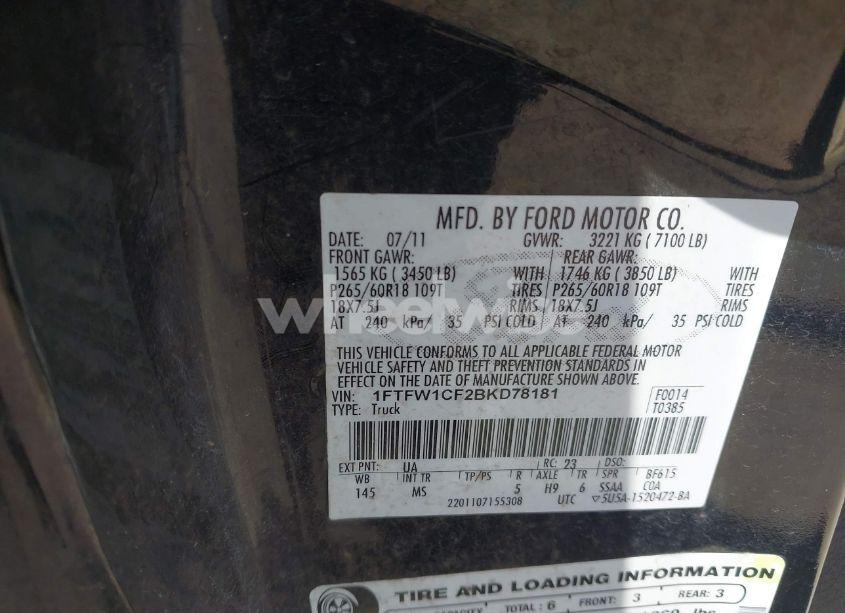 MFD. BY FORD MOTOR CO.
DATE: 07/11 GVWR: 3221 KG ( 7100 LB)
FRONT GAWR: REAR GAWR:
1565 KG ( 3450 LB) WITH 1746 KG ( 3850 LB) WITH
P265/60R18 109T TIRES P265/60R18 109T TIRES
18X7.5J RIMS 18X7.5J RIMS
AT 240 kPa/ 35 PSI COLD AT 240 kPa/ 35 PSI COLD
THIS VEHICLE CONFORMS TO ALL APPLICABLE FEDERAL MOTOR
VEHICLE SAFETY AND THEFT PREVENTION STANDARDS IN
EFFECT ON THE DATE OF MANUFACTURE SHOWN ABOVE.
VIN: 1FTFW1CF2BKD78181 F0014
TYPE: Truck T0385
EXT PNT: UA RC: 23 DSO:
WB INT TR TP/PS R AXLE TR SPR BF615
145 MS 5 H9 6 SSAA COA
2201107155308 UTC ▽5U5A-1520472-BA
TIRE AND LOADING INFORMATION
CAPACITY TOTAL : 6 FRONT: 3 REAR: 3
lbs